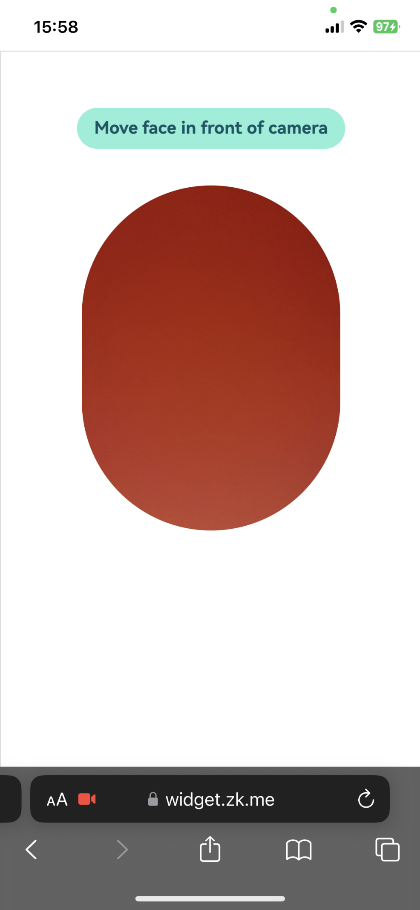 15:58
97
Move face in front of camera
AA
widget.zk.me